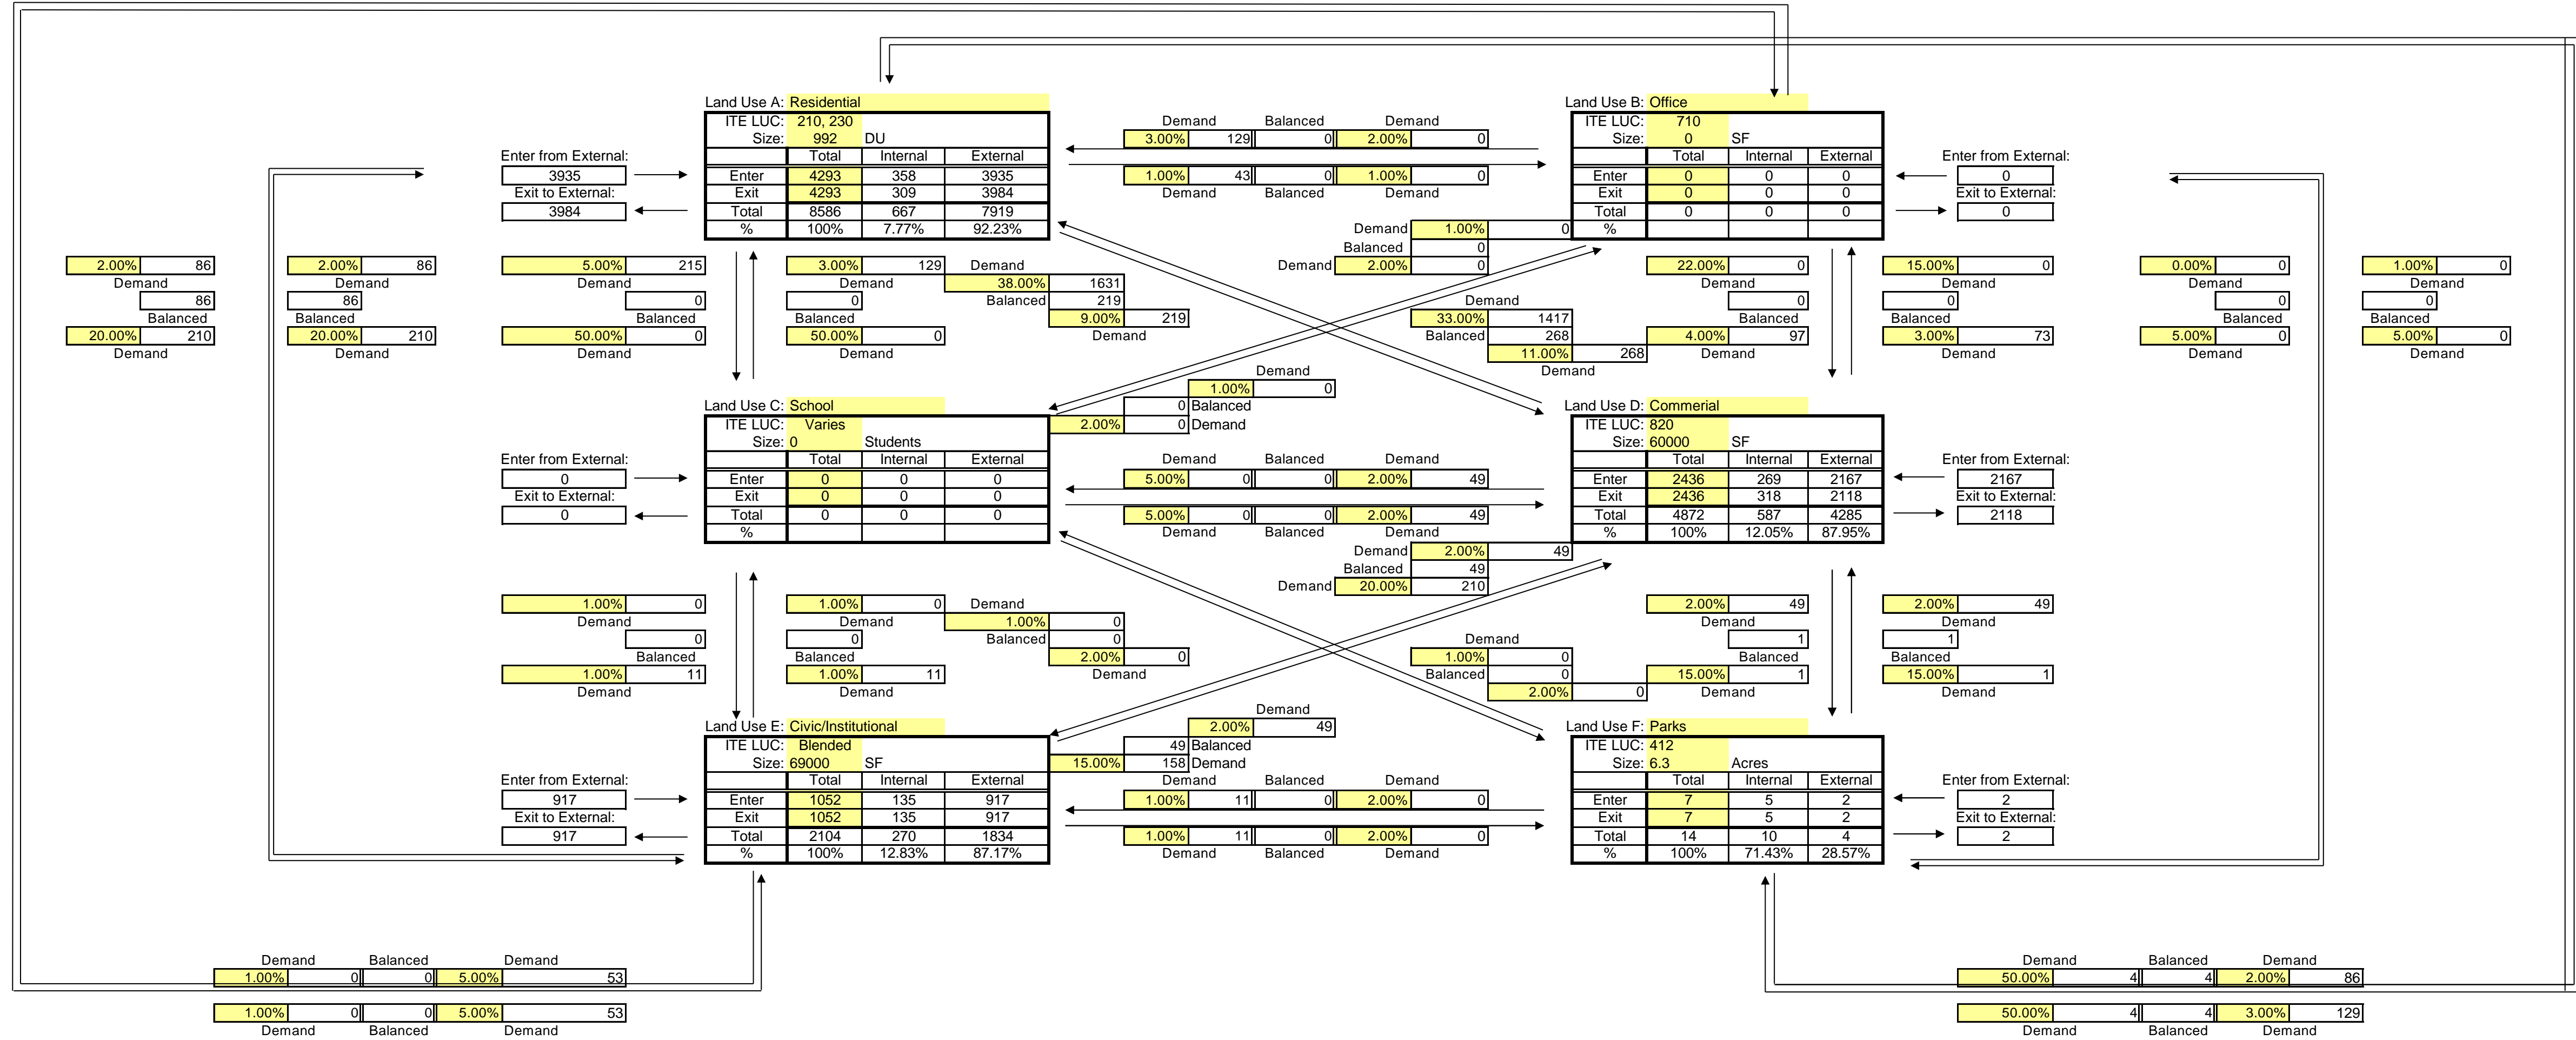 Land Use A: Residential
Land Use B: Office
ITE LUC: 210, 230
Demand Balanced Demand
ITE LUC: 710
Size: 992 DU
3.00% 129 0 2.00% 0
Size: 0 SF
Enter from External:
Total Internal External
Total Internal External
Enter from External:
3935
Enter 4293 358 3935
1.00% 43 0 1.00% 0
Enter 0 0 0
0
Exit to External:
Exit 4293 309 3984
Demand Balanced Demand
Exit 0 0 0
Exit to External:
3984
Total 8586 667 7919
Total 0 0 0
0
% 100% 7.77% 92.23%
Demand 1.00% 0
%
Balanced 0
Demand 2.00% 0
2.00% 86
2.00% 86
5.00% 215
3.00% 129
Demand
22.00% 0
15.00% 0
0.00% 0
1.00% 0
Demand
Demand
Demand
Demand
38.00% 1631
Demand
Demand
Demand
Demand
86
86
0
0
Balanced 219
Demand
0
0
0
0
Balanced
Balanced
Balanced
Balanced
9.00% 219
33.00% 1417
Balanced
Balanced
Balanced
Balanced
20.00% 210
20.00% 210
50.00% 0
50.00% 0
Demand
Balanced 268
4.00% 97
3.00% 73
5.00% 0
5.00% 0
Demand
Demand
Demand
Demand
11.00% 268
Demand
Demand
Demand
Demand
Demand
Demand
1.00% 0
Land Use C: School
0 Balanced
Land Use D: Commerial
ITE LUC: Varies
2.00% 0 Demand
ITE LUC: 820
Size: 0 Students
Size: 60000 SF
Enter from External:
Total Internal External
Demand Balanced Demand
Total Internal External
Enter from External:
0
Enter 0 0 0
5.00% 0 0 2.00% 49
Enter 2436 269 2167
2167
Exit to External:
Exit 0 0 0
Exit 2436 318 2118
Exit to External:
0
Total 0 0 0
5.00% 0 0 2.00% 49
Total 4872 587 4285
2118
%
Demand Balanced Demand
% 100% 12.05% 87.95%
Demand 2.00% 49
Balanced 49
Demand 20.00% 210
1.00% 0
1.00% 0
Demand
2.00% 49
2.00% 49
Demand
Demand
1.00% 0
Demand
Demand
0
0
Balanced 0
Demand
1
1
Balanced
Balanced
2.00% 0
1.00% 0
Balanced
Balanced
1.00% 11
1.00% 11
Demand
Balanced 0
15.00% 1
15.00% 1
Demand
Demand
2.00% 0
Demand
Demand
Demand
2.00% 49
Land Use E: Civic/Institutional
49 Balanced
Land Use F: Parks
ITE LUC: Blended
15.00% 158 Demand
ITE LUC: 412
Size: 69000 SF
Size: 6.3 Acres
Enter from External:
Total Internal External
Demand Balanced Demand
Total Internal External
Enter from External:
917
Enter 1052 135 917
1.00% 11 0 2.00% 0
Enter 7 5 2
2
Exit to External:
Exit 1052 135 917
Exit 7 5 2
Exit to External:
917
Total 2104 270 1834
1.00% 11 0 2.00% 0
Total 14 10 4
2
% 100% 12.83% 87.17%
Demand Balanced Demand
% 100% 71.43% 28.57%
Demand Balanced Demand
Demand Balanced Demand
1.00% 0 0 5.00% 53
50.00% 4 4 2.00% 86
1.00% 0 0 5.00% 53
50.00% 4 4 3.00% 129
Demand Balanced Demand
Demand Balanced Demand